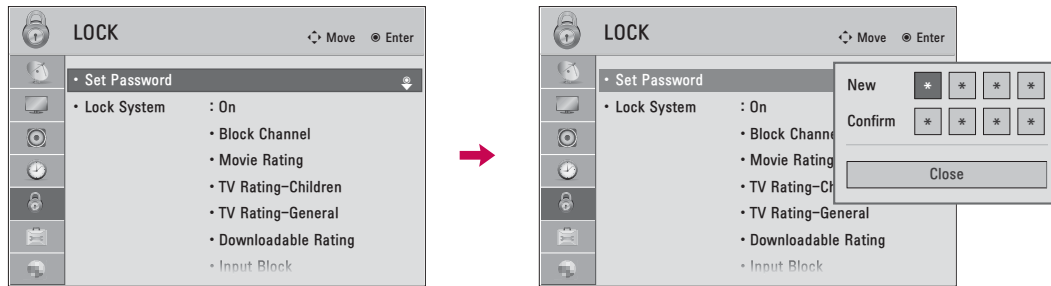 LOCK
Move Enter
• Set Password
• Lock System : On
• Block Channel
• Movie Rating
• TV Rating-Children
• TV Rating-General
• Downloadable Rating
• Input Block
LOCK
Move Enter
• Set Password
• Lock System : On
• Block Channe
• Movie Rating
• TV Rating-Ch
• TV Rating-General
• Downloadable Rating
• Input Block
New * * * *
Confirm * * * *
Close